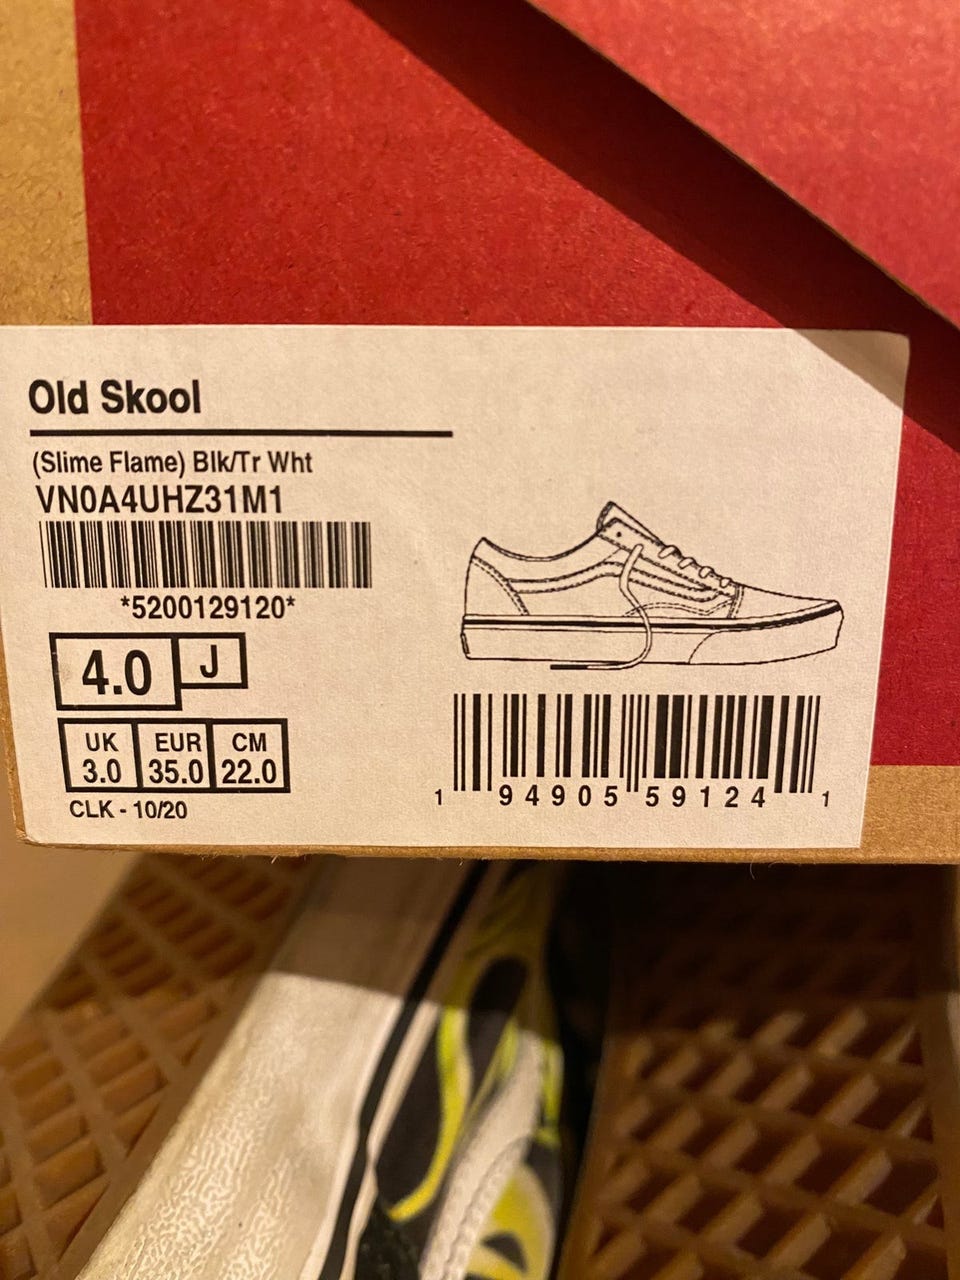 Old Skool
(Slime Flame) Blk/Tr Wht
VN0A4UHZ31M1
*5200129120*
4.0 J
UK EUR CM
3.0 35.0 22.0
CLK - 10/20
1 94905 59124 1